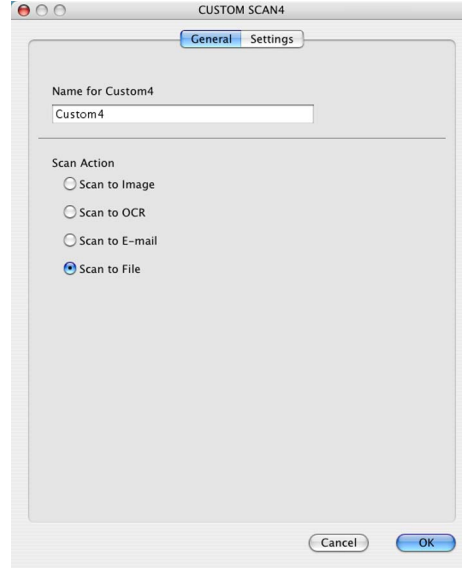 CUSTOM SCAN4
General Settings
Name for Custom4
Custom4
Scan Action
Scan to Image
Scan to OCR
Scan to E-mail
Scan to File
Cancel OK